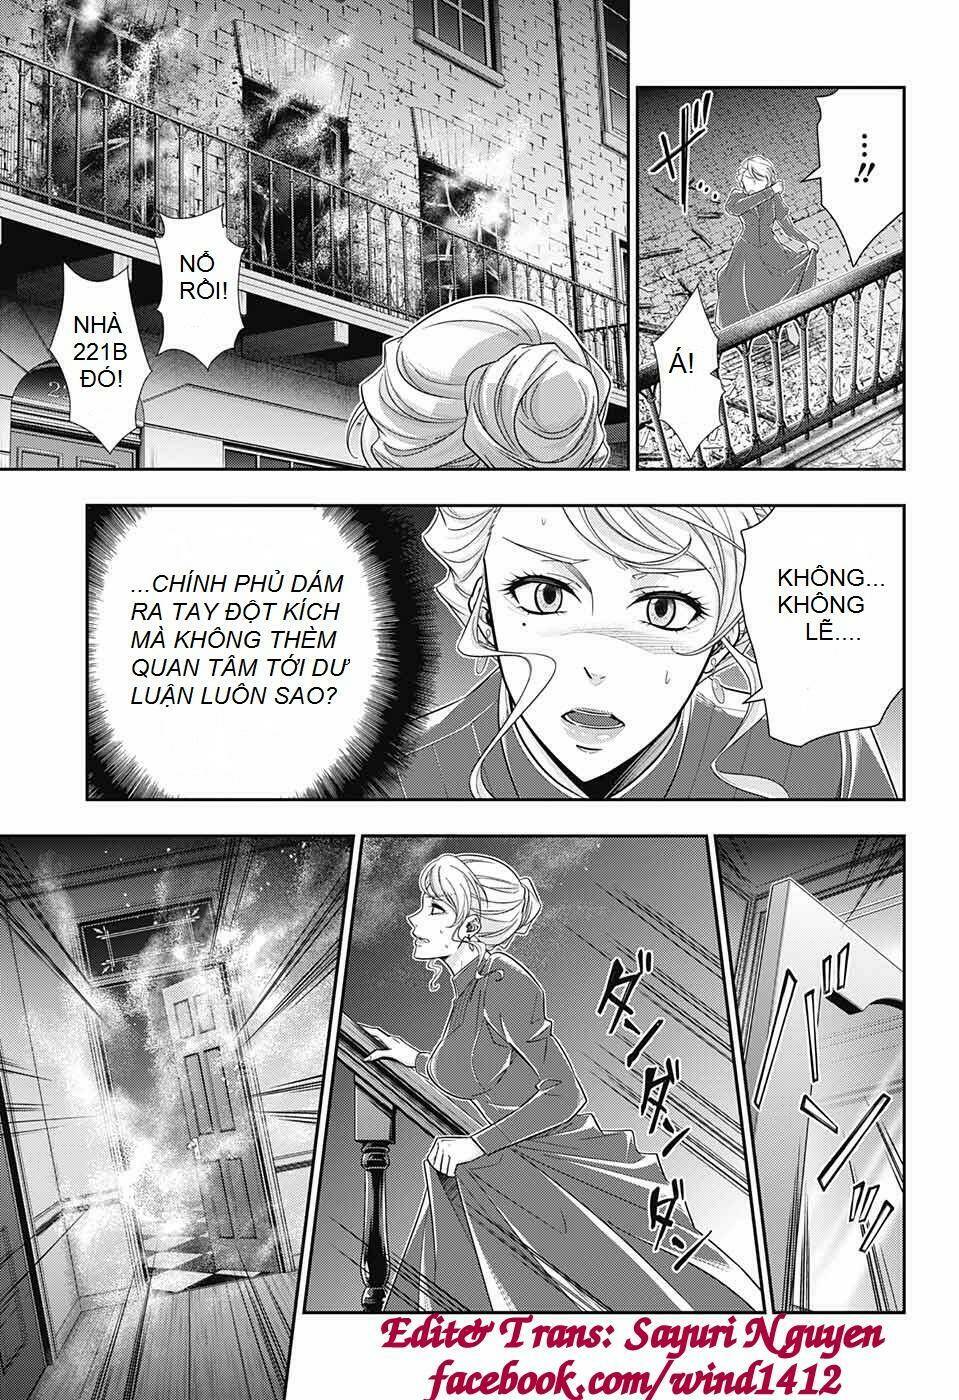 ...!!
Á!
NỔ
RỒI!
NHÀ
221B
ĐÓ!
KHÔNG...
KHÔNG
LẼ....
...CHÍNH PHỦ DÁM
RA TAY ĐỘT KÍCH
MÀ KHÔNG THÈM
QUAN TÂM TỚI DƯ
LUẬN LUÔN SAO?
バン
ダンッ
ダンッ
Edit& Trans: Sayuri Nguyen
facebook.com/wind1412